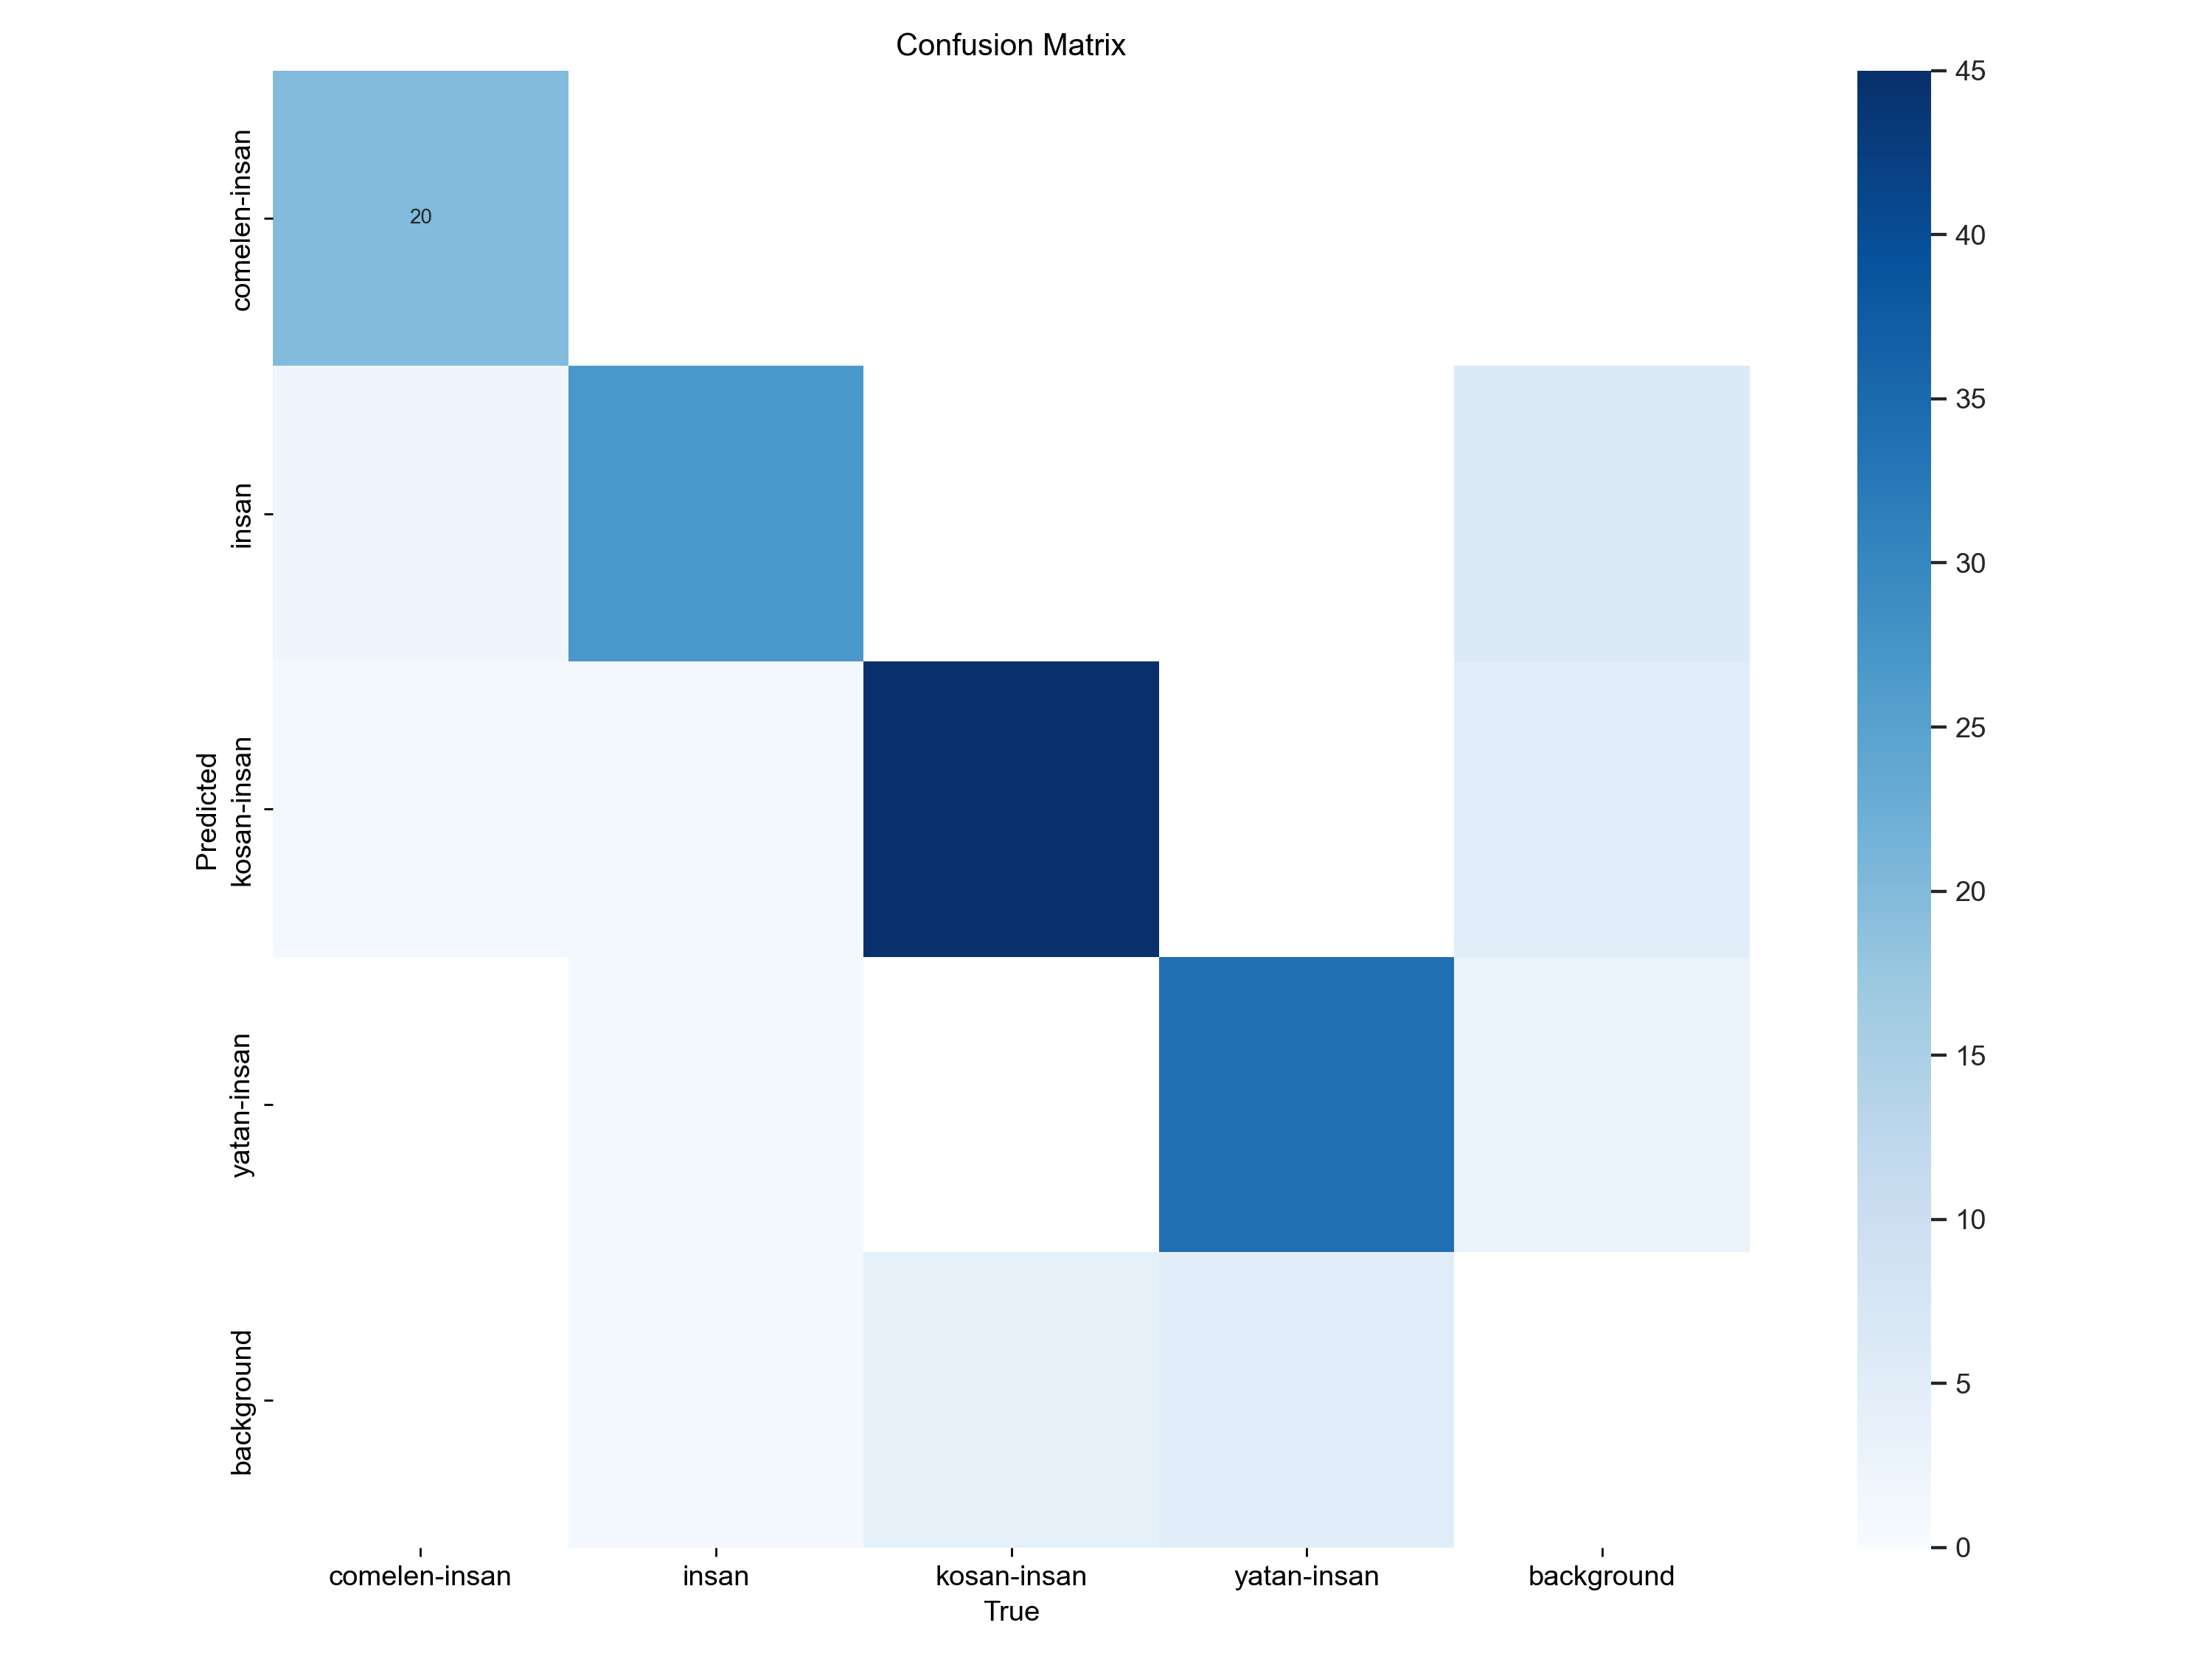 Confusion Matrix
Predicted
comelen-insan
20
insan
kosan-insan
yatan-insan
background
comelen-insan
insan
kosan-insan
yatan-insan
background
True
45
40
35
30
25
20
15
10
5
0